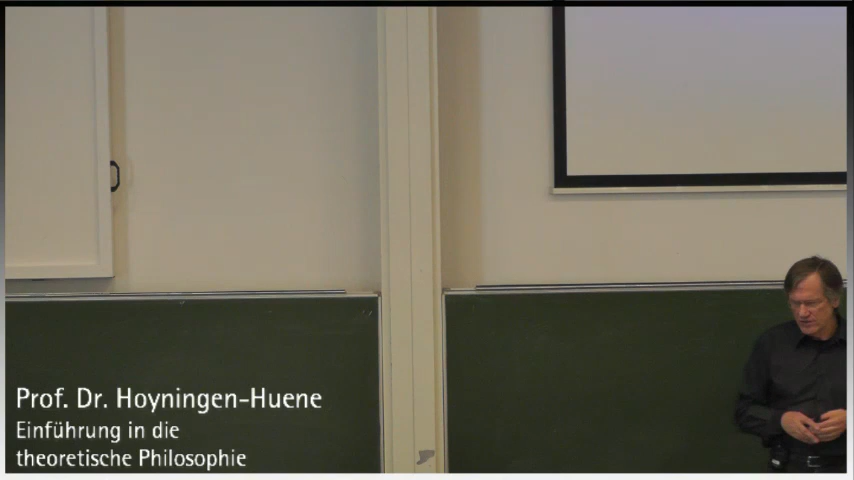 Prof. Dr. Hoyningen-Huene
Einführung in die
theoretische Philosophie